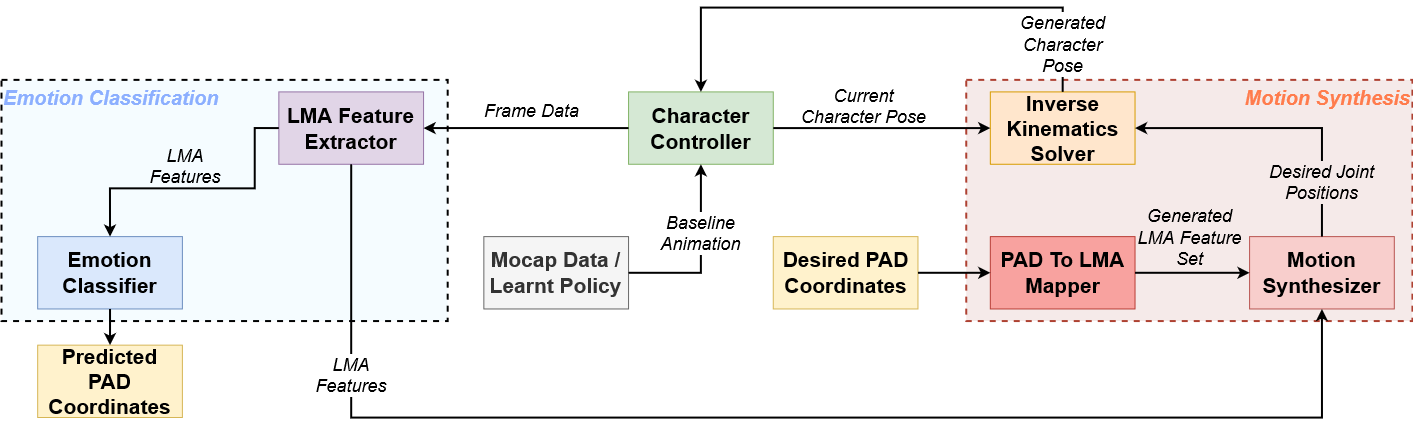 Generated
Character
Pose
Emotion Classification
Motion Synthesis
LMA Feature
Extractor
Frame Data
Character
Controller
Current
Character Pose
Inverse
Kinematics
Solver
LMA
Features
Desired Joint
Positions
Baseline
Animation
Generated
LMA Feature
Set
Emotion
Classifier
Mocap Data /
Learnt Policy
Desired PAD
Coordinates
PAD To LMA
Mapper
Motion
Synthesizer
Predicted
PAD
Coordinates
LMA
Features